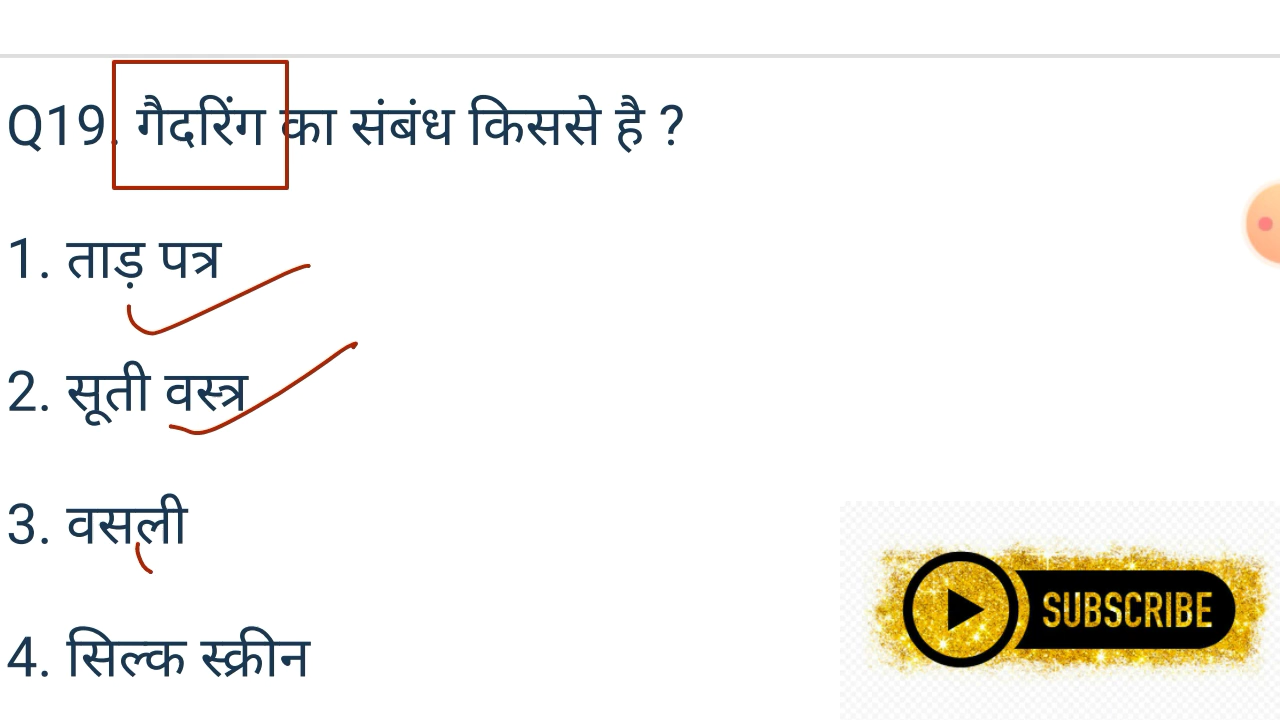 Q19. गैदरिंग का संबंध किससे है ?
1. ताड़ पत्र
2. सूती वस्त्र
3. वसली
4. सिल्क स्क्रीन
SUBSCRIBE